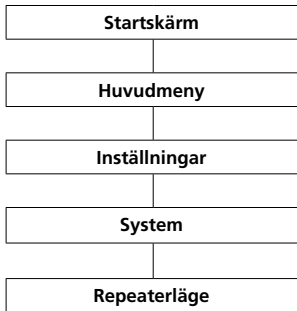 Startskärm
Huvudmeny
Inställningar
System
Repeaterläge